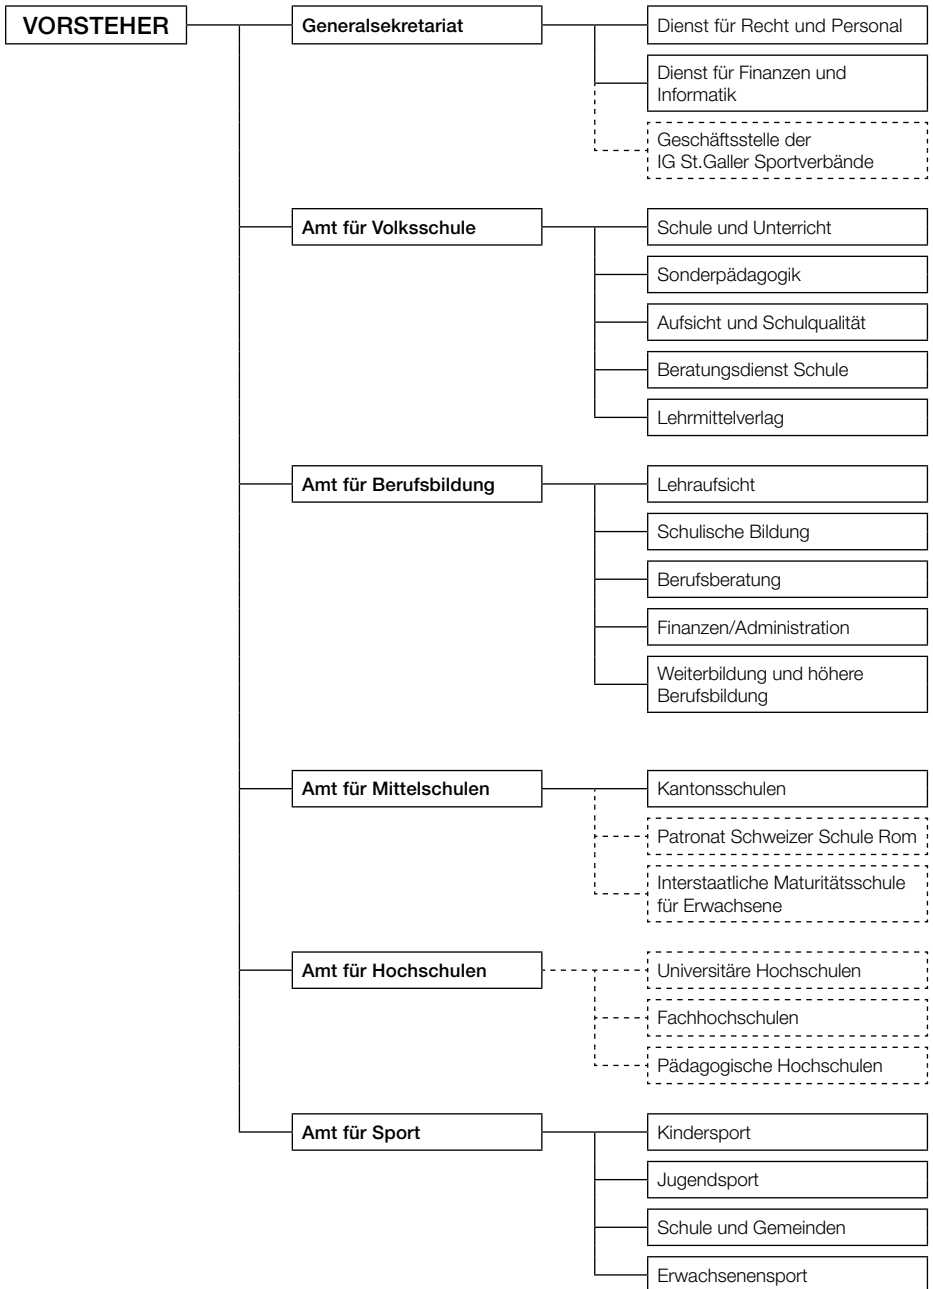 VORSTEHER
Generalsekretariat
Dienst für Recht und Personal
Dienst für Finanzen und
Informatik
Geschäftsstelle der
IG St.Galler Sportverbände
Amt für Volksschule
Schule und Unterricht
Sonderpädagogik
Aufsicht und Schulqualität
Beratungsdienst Schule
Lehrmittelverlag
Amt für Berufsbildung
Lehraufsicht
Schulische Bildung
Berufsberatung
Finanzen/Administration
Weiterbildung und höhere
Berufsbildung
Amt für Mittelschulen
Kantonsschulen
Patronat Schweizer Schule Rom
Interstaatliche Maturitätsschule
für Erwachsene
Amt für Hochschulen
Universitäre Hochschulen
Fachhochschulen
Pädagogische Hochschulen
Amt für Sport
Kindersport
Jugendsport
Schule und Gemeinden
Erwachsenensport